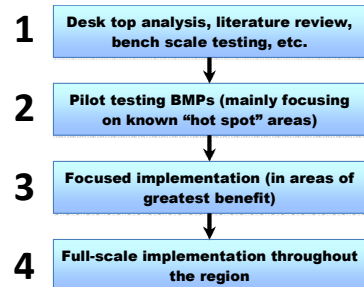 1
Desk top analysis, literature review,
bench scale testing, etc.
2
Pilot testing BMPs (mainly focusing
on known “hot spot” areas)
3
Focused implementation (in areas of
greatest benefit)
4
Full-scale implementation throughout
the region